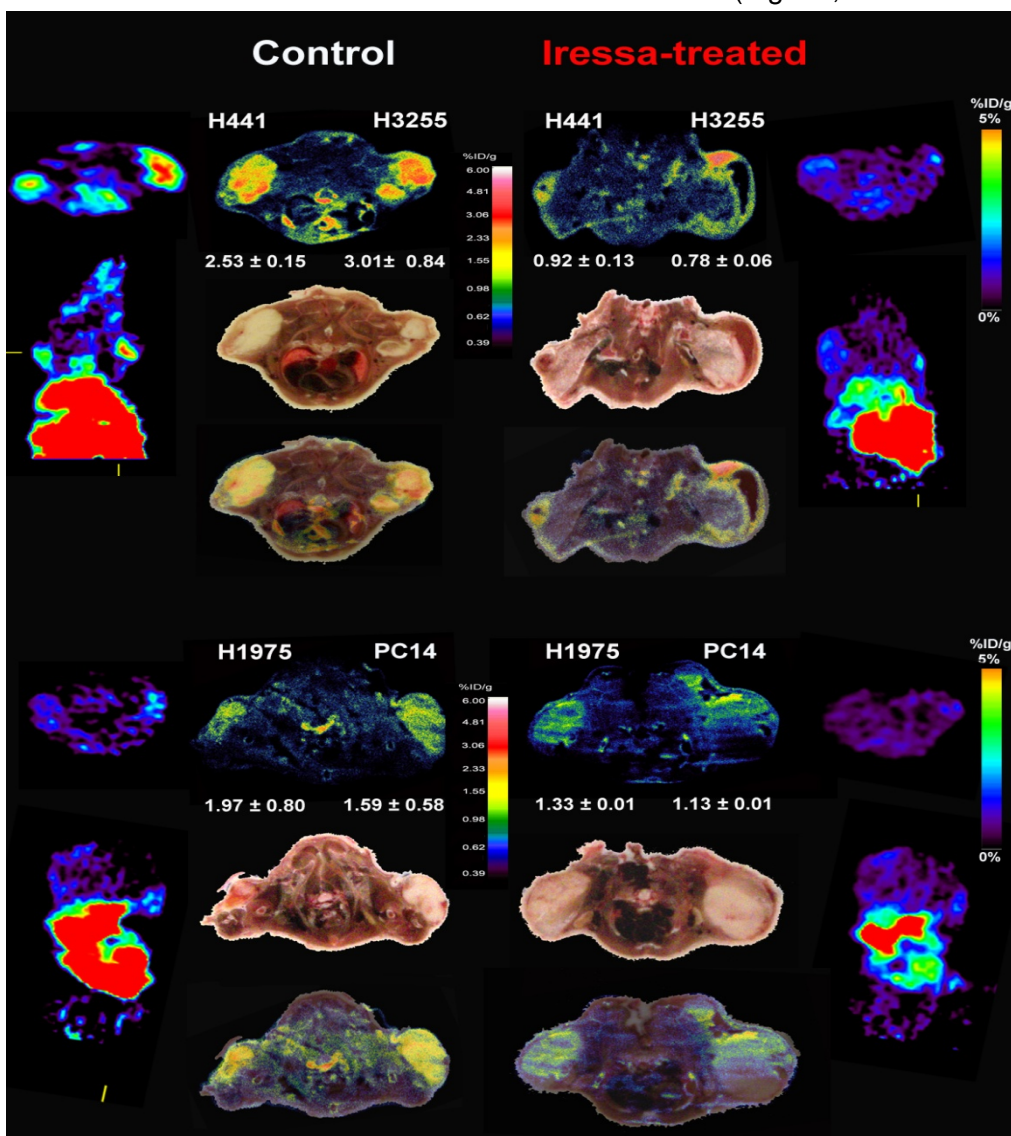 Control Iressa-treated
H441 H3255 H441 H3255
%ID/g
5%
%ID/g
6.00
4.81
3.06
2.33
1.55
0.98
0.62
0.39
0%
2.53 ± 0.15 3.01± 0.84 0.92 ± 0.13 0.78 ± 0.06
H1975 PC14 H1975 PC14
%ID/g
5%
%ID/g
6.00
4.81
3.06
2.33
1.55
0.98
0.62
0.39
0%
1.97 ± 0.80 1.59 ± 0.58 1.33 ± 0.01 1.13 ± 0.01